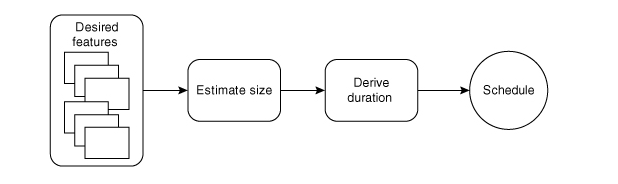 Desired
features
Estimate size
Derive
duration
Schedule